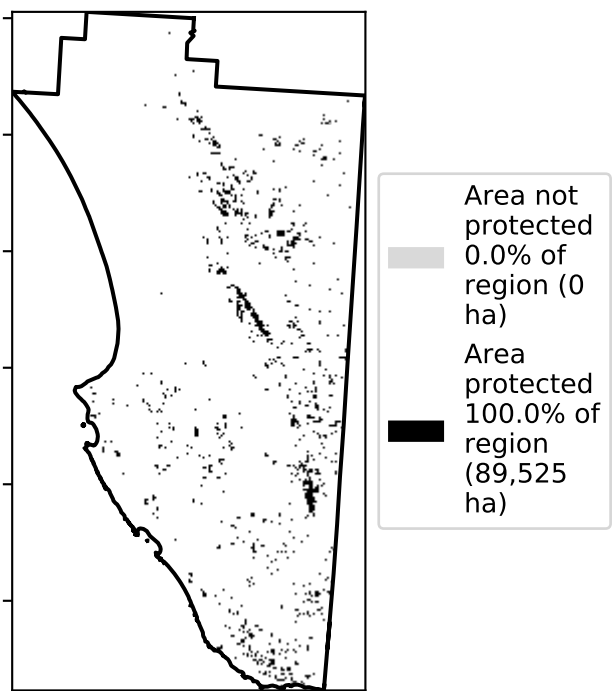 Area not
protected
0.0% of
region (0
ha)
Area
protected
100.0% of
region
(89,525
ha)